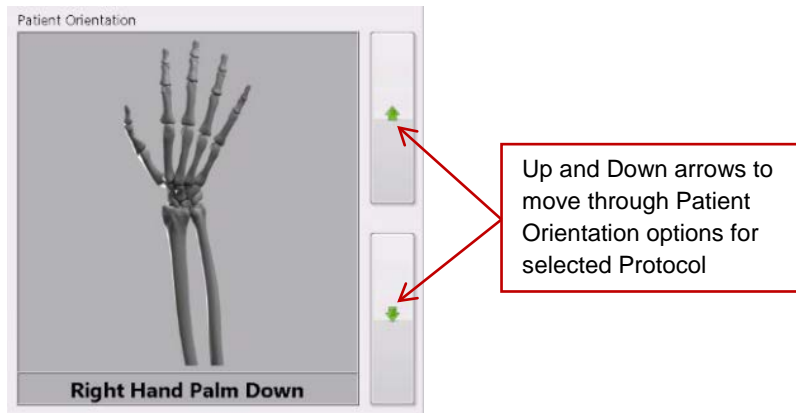 Patient Orientation
Up and Down arrows to
move through Patient
Orientation options for
selected Protocol
Right Hand Palm Down